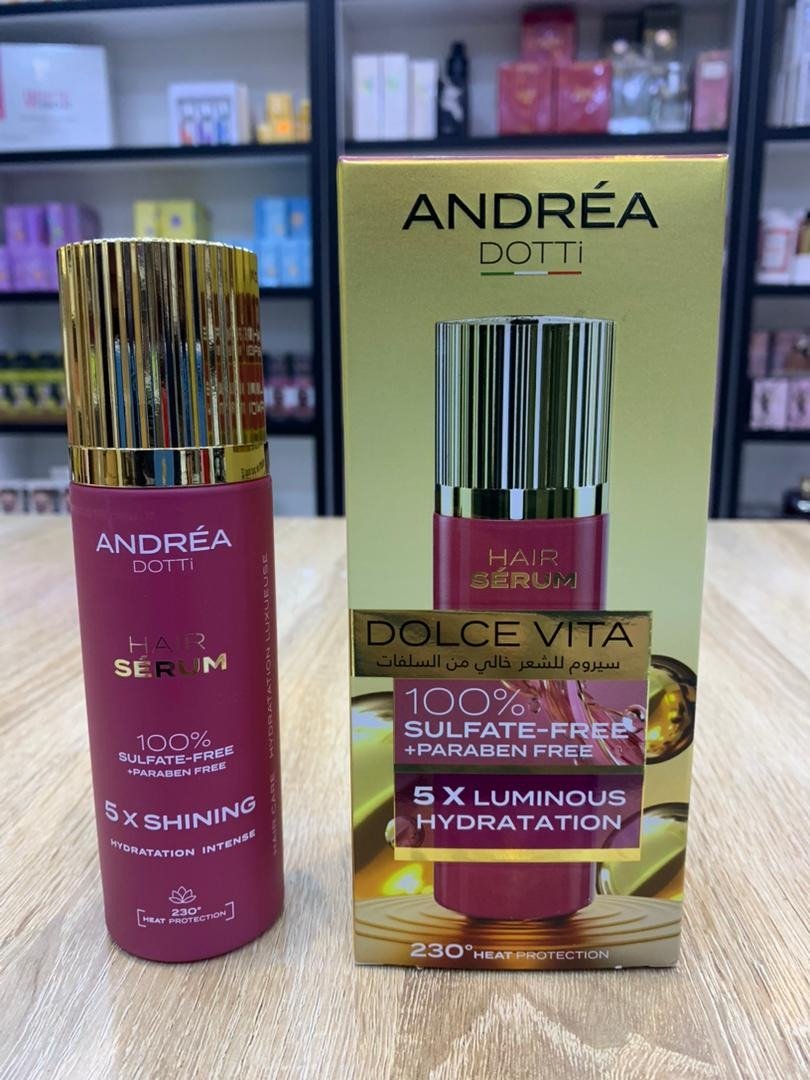 ANDRÉA
DOTTi
HAIR
SÉRUM
100%
SULFATE-FREE
+PARABEN FREE
5 X SHINING
HYDRATATION INTENSE
230°
HEAT PROTECTION
HAIR CARE HYDRATATION LUXUEUSE
ANDRÉA
DOTTi
HAIR
SÉRUM
DOLCE VITA
سيروم للشعر خالي من السلفات
100%
SULFATE-FREE
+PARABEN FREE
5 X LUMINOUS
HYDRATATION
230° HEAT PROTECTION